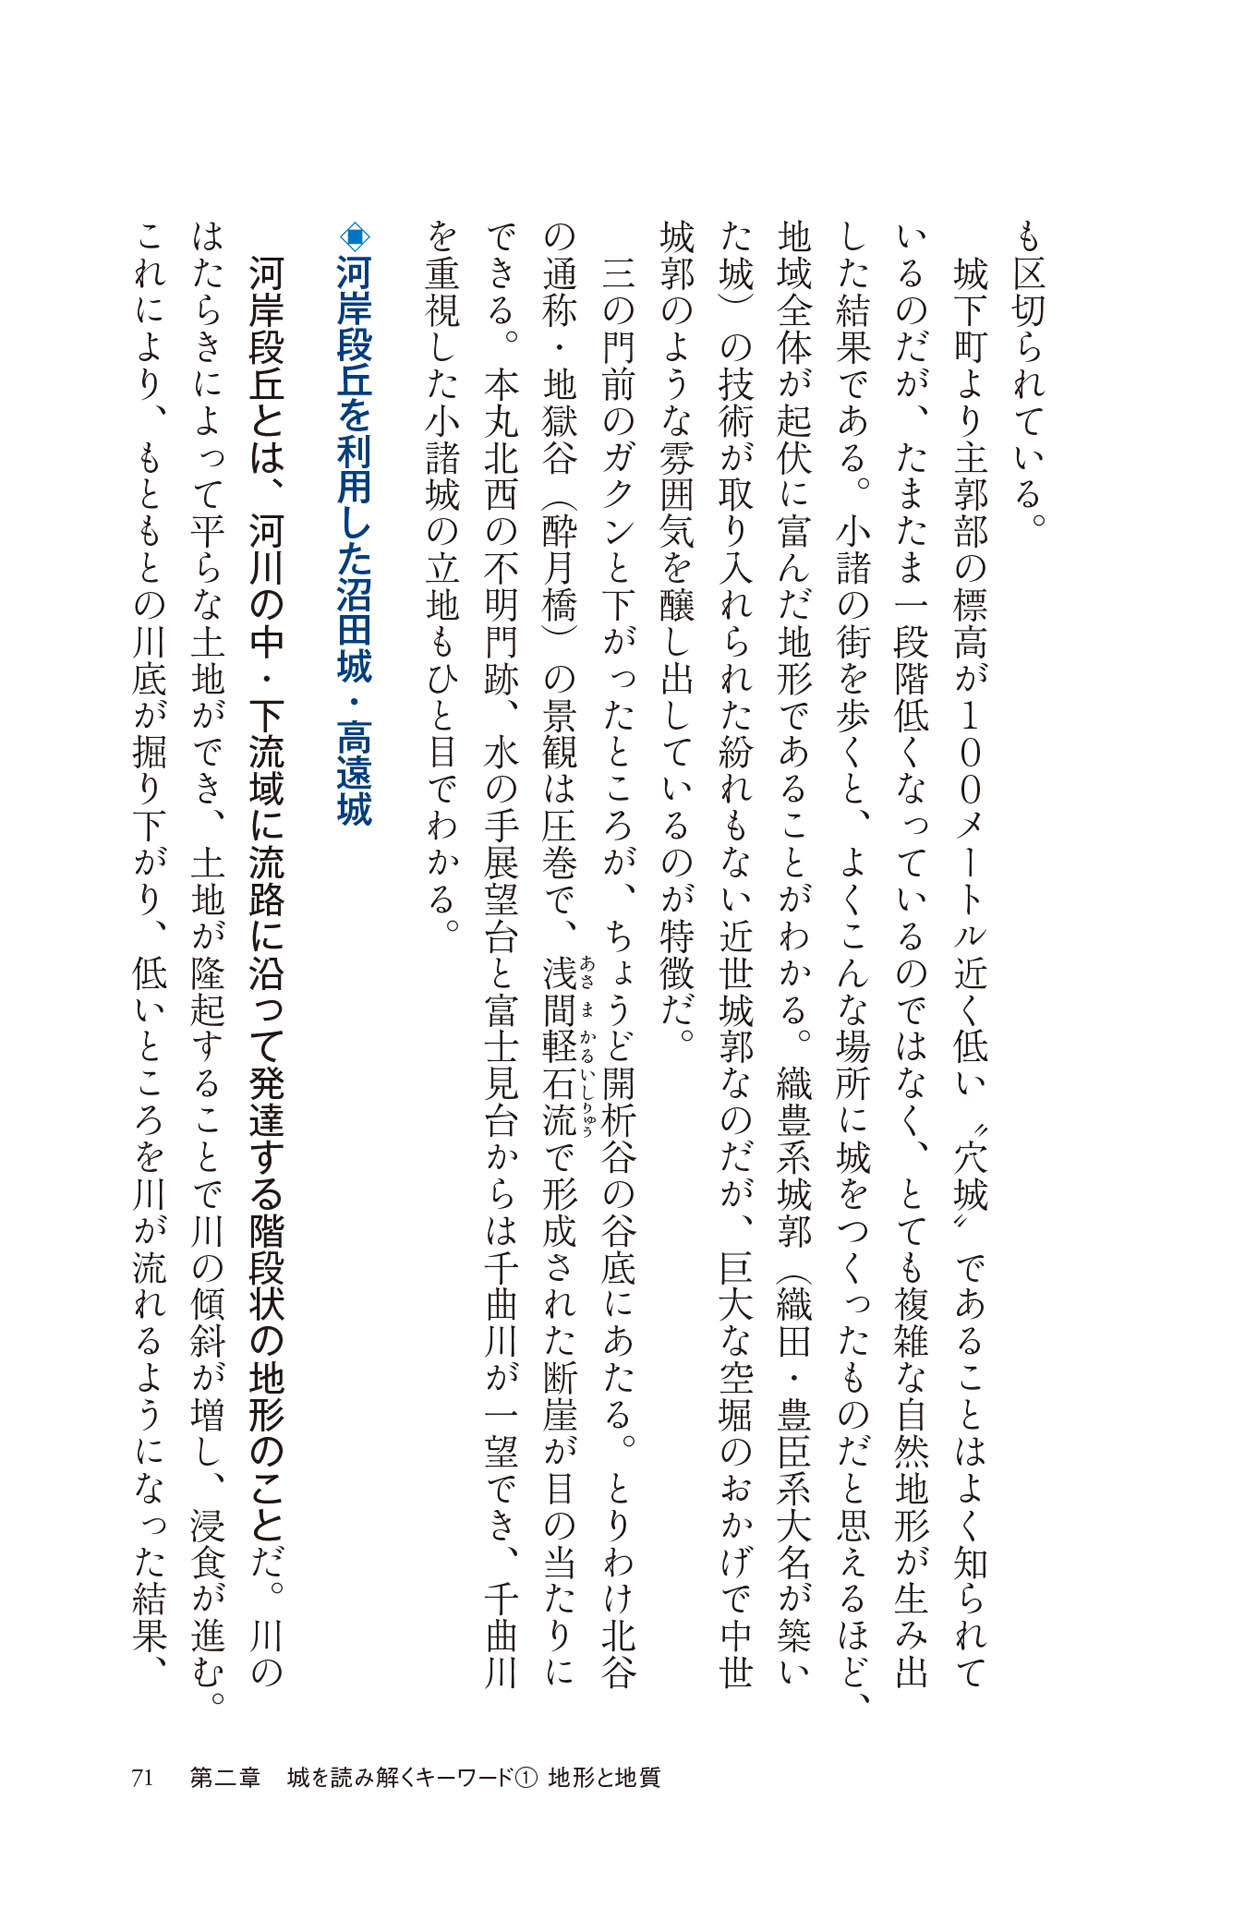 も区切られている。
　城下町より主郭部の標高が100メートル近く低い〝穴城〟であることはよく知られて
いるのだが、たまたま一段階低くなっているのではなく、とても複雑な自然地形が生み出
した結果である。小諸の街を歩くと、よくこんな場所に城をつくったものだと思えるほど、
地域全体が起伏に富んだ地形であることがわかる。織豊系城郭（織田・豊臣系大名が築い
た城）の技術が取り入れられた紛れもない近世城郭なのだが、巨大な空堀のおかげで中世
城郭のような雰囲気を醸し出しているのが特徴だ。
　三の門前のガクンと下がったところが、ちょうど開析谷の谷底にあたる。とりわけ北谷
の通称・地獄谷（酔月橋）の景観は圧巻で、浅間軽石流で形成された断崖が目の当たりに
あさまかるいしりゅう
できる。本丸北西の不明門跡、水の手展望台と富士見台からは千曲川が一望でき、千曲川
を重視した小諸城の立地もひと目でわかる。
◈河岸段丘を利用した沼田城・高遠城
　河岸段丘とは、河川の中・下流域に流路に沿って発達する階段状の地形のことだ。川の
はたらきによって平らな土地ができ、土地が隆起することで川の傾斜が増し、浸食が進む。
これにより、もともとの川底が掘り下がり、低いところを川が流れるようになった結果、
71　第二章　城を読み解くキーワード① 地形と地質